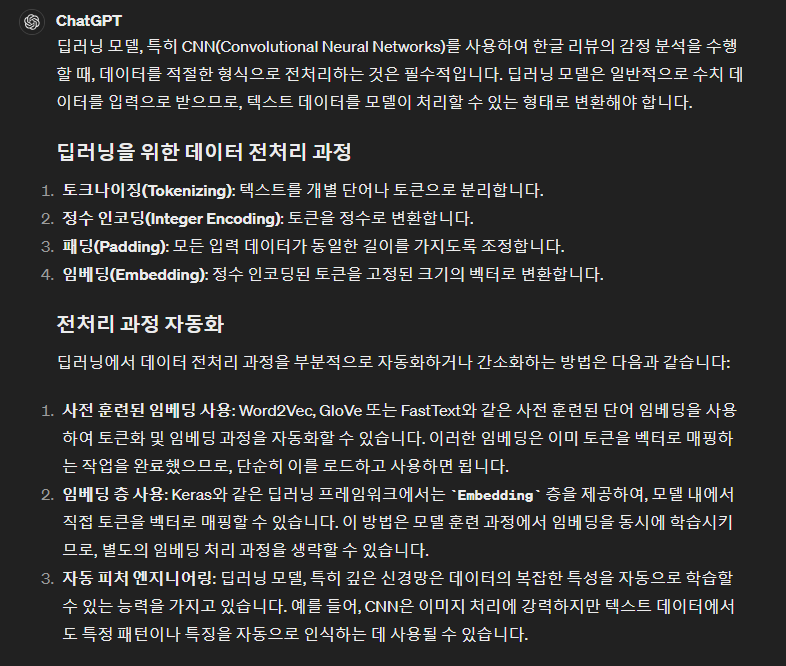 ChatGPT
딥러닝 모델, 특히 CNN(Convolutional Neural Networks)를 사용하여 한글 리뷰의 감정 분석을 수행
할 때, 데이터를 적절한 형식으로 전처리하는 것은 필수적입니다. 딥러닝 모델은 일반적으로 수치 데
이터를 입력으로 받으므로, 텍스트 데이터를 모델이 처리할 수 있는 형태로 변환해야 합니다.
딥러닝을 위한 데이터 전처리 과정
1. 토크나이징(Tokenizing): 텍스트를 개별 단어나 토큰으로 분리합니다.
2. 정수 인코딩(Integer Encoding): 토큰을 정수로 변환합니다.
3. 패딩(Padding): 모든 입력 데이터가 동일한 길이를 가지도록 조정합니다.
4. 임베딩(Embedding): 정수 인코딩된 토큰을 고정된 크기의 벡터로 변환합니다.
전처리 과정 자동화
딥러닝에서 데이터 전처리 과정을 부분적으로 자동화하거나 간소화하는 방법은 다음과 같습니다:
1. 사전 훈련된 임베딩 사용: Word2Vec, GloVe 또는 FastText와 같은 사전 훈련된 단어 임베딩을 사용
하여 토큰화 및 임베딩 과정을 자동화할 수 있습니다. 이러한 임베딩은 이미 토큰을 벡터로 매핑하
는 작업을 완료했으므로, 단순히 이를 로드하고 사용하면 됩니다.
2. 임베딩 층 사용: Keras와 같은 딥러닝 프레임워크에서는 `Embedding` 층을 제공하여, 모델 내에서
직접 토큰을 벡터로 매핑할 수 있습니다. 이 방법은 모델 훈련 과정에서 임베딩을 동시에 학습시키
므로, 별도의 임베딩 처리 과정을 생략할 수 있습니다.
3. 자동 피처 엔지니어링: 딥러닝 모델, 특히 깊은 신경망은 데이터의 복잡한 특성을 자동으로 학습할
수 있는 능력을 가지고 있습니다. 예를 들어, CNN은 이미지 처리에 강력하지만 텍스트 데이터에서
도 특정 패턴이나 특징을 자동으로 인식하는 데 사용될 수 있습니다.